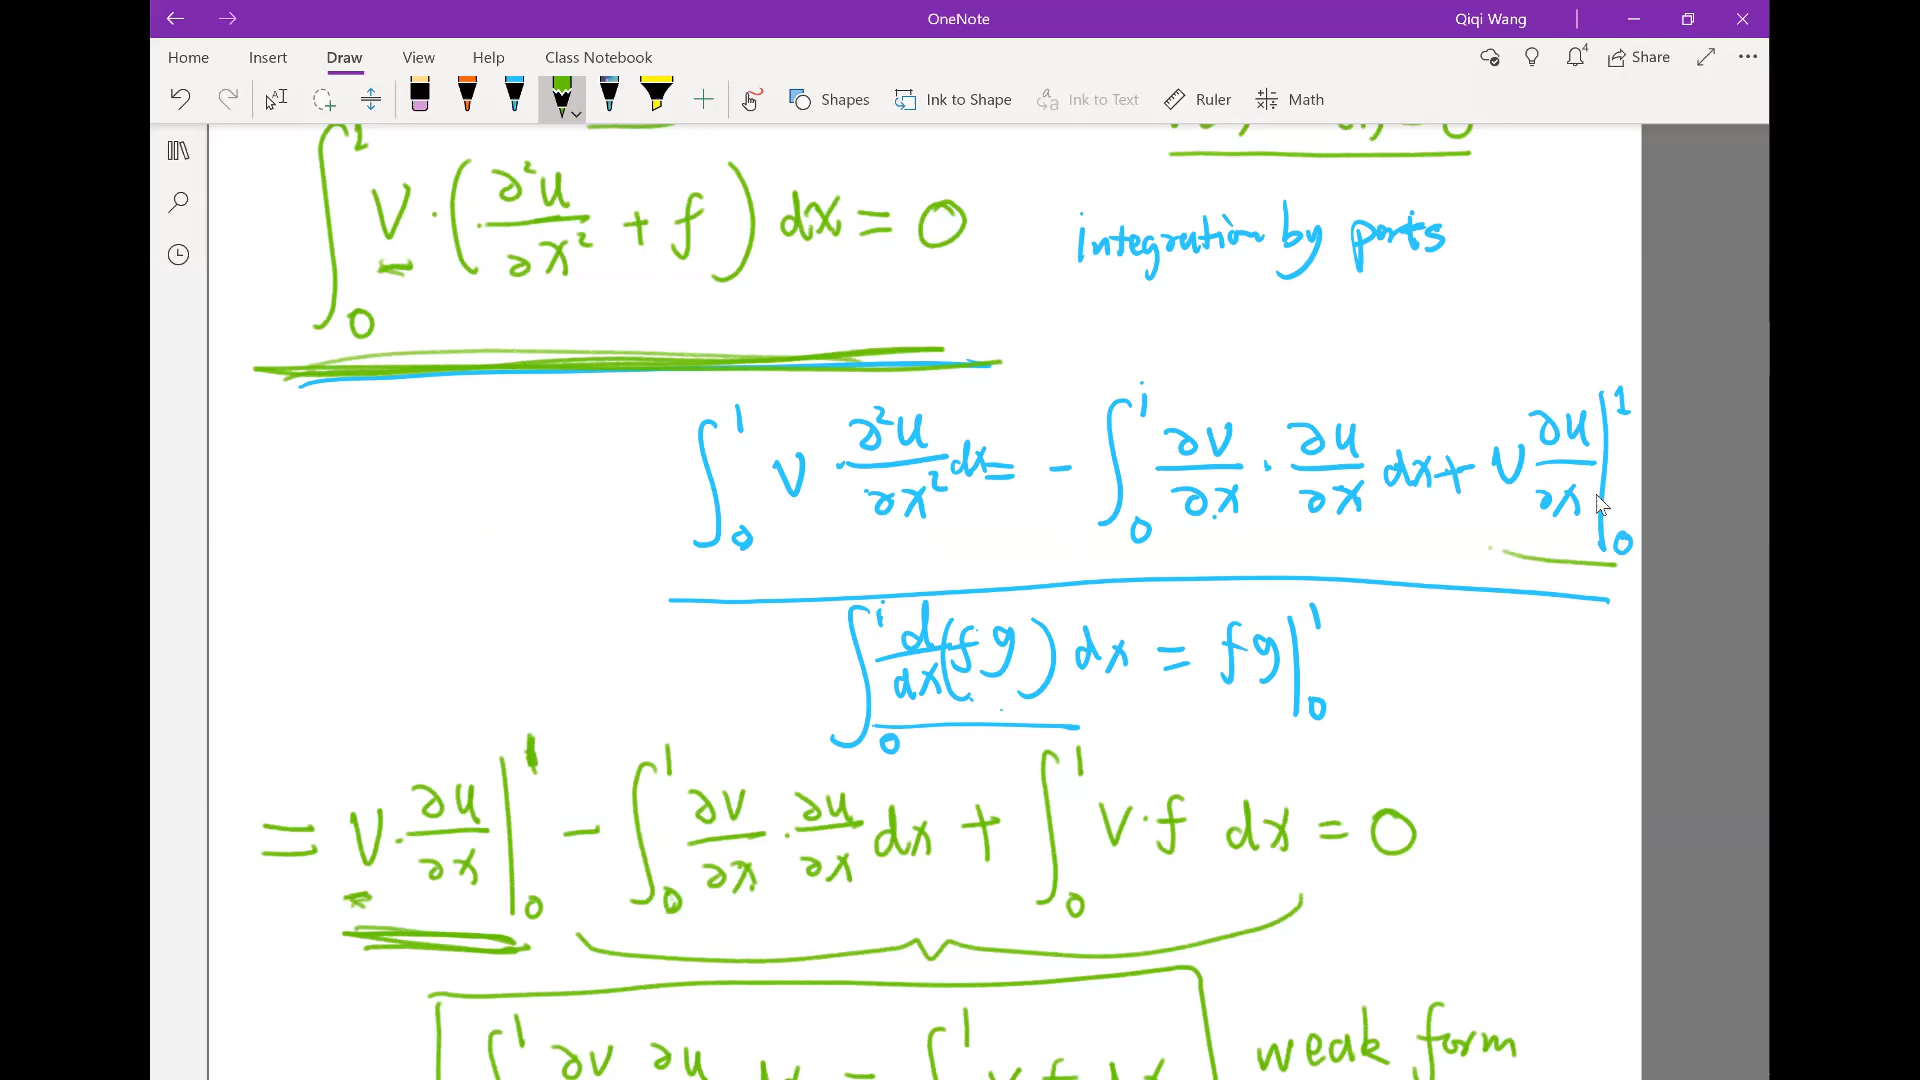 OneNote
Qiqi Wang
Home Insert Draw View Help Class Notebook
4 Share
Shapes Ink to Shape Ink to Text Ruler Math
∫₀² V · (∂²u/∂x² + f) dx = 0
integration by parts
∫₀¹ V ∂²u/∂x² dx = - ∫₀¹ ∂V/∂x · ∂u/∂x dx + V ∂u/∂x |₀¹
∫₀¹ d/dx (fg) dx = fg |₀¹
= V · ∂u/∂x |₀¹ - ∫₀¹ ∂V/∂x · ∂u/∂x dx + ∫₀¹ V · f dx = 0
weak form